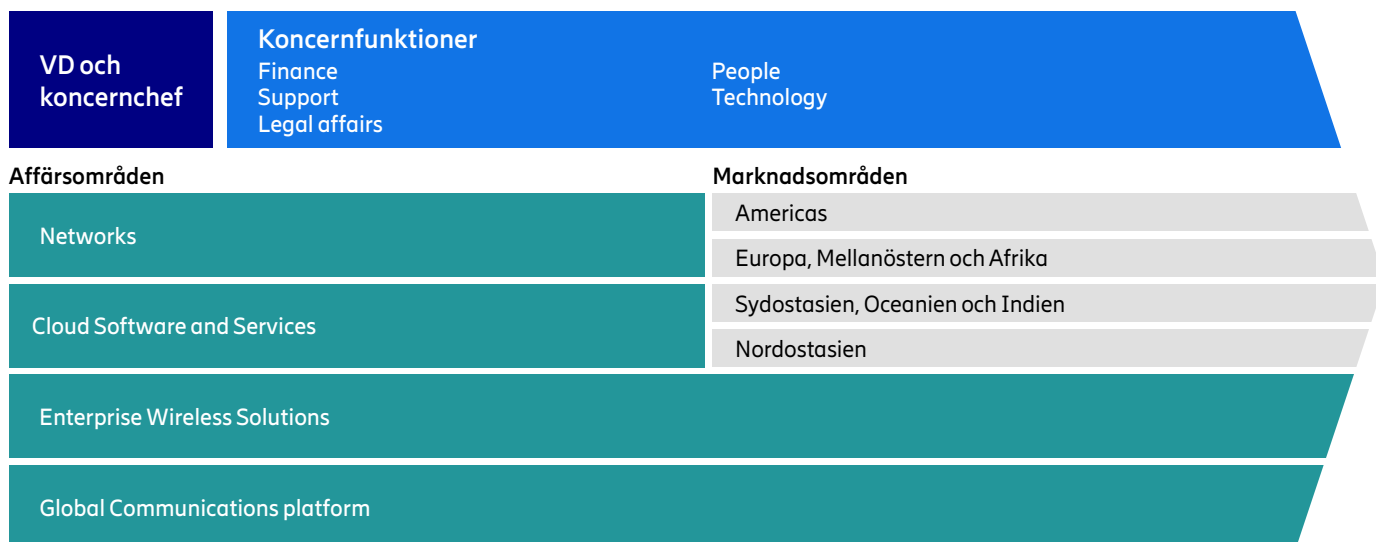 VD och
koncernchef
Koncernfunktioner
Finance
Support
Legal affairs
People
Technology
Affärsområden
Networks
Cloud Software and Services
Marknadsområden
Americas
Europa, Mellanöstern och Afrika
Sydostasien, Oceanien och Indien
Nordostasien
Enterprise Wireless Solutions
Global Communications platform